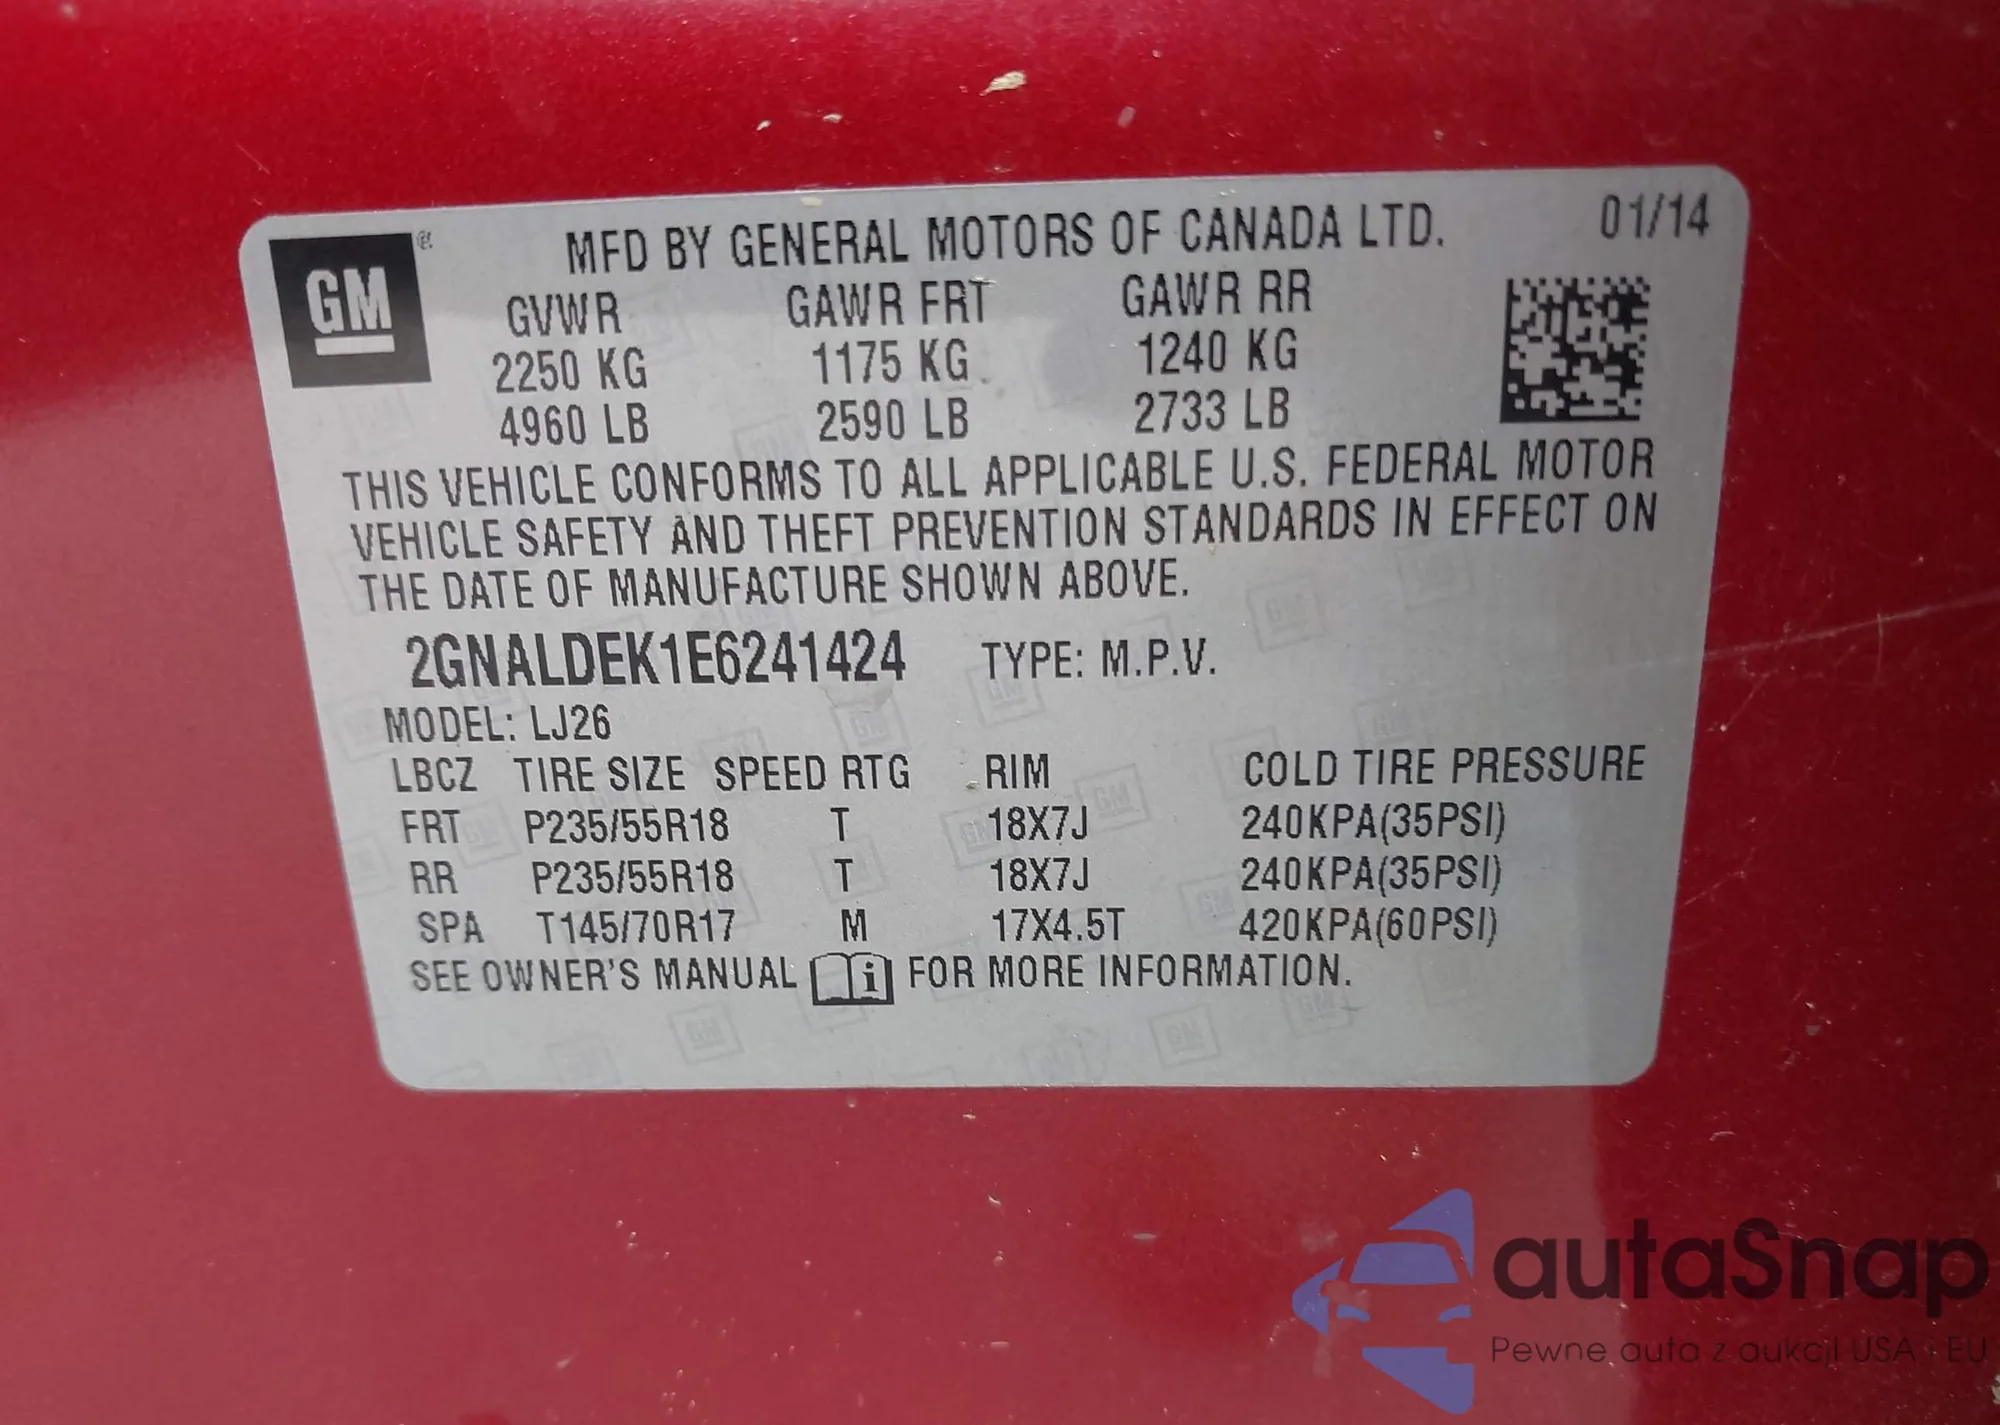 GM®
MFD BY GENERAL MOTORS OF CANADA LTD. 01/14
GVWR GAWR FRT GAWR RR
2250 KG 1175 KG 1240 KG
4960 LB 2590 LB 2733 LB
THIS VEHICLE CONFORMS TO ALL APPLICABLE U.S. FEDERAL MOTOR
VEHICLE SAFETY AND THEFT PREVENTION STANDARDS IN EFFECT ON
THE DATE OF MANUFACTURE SHOWN ABOVE.
2GNALDEK1E6241424 TYPE: M.P.V.
MODEL: LJ26
LBCZ TIRE SIZE SPEED RTG RIM COLD TIRE PRESSURE
FRT P235/55R18 T 18X7J 240KPA(35PSI)
RR P235/55R18 T 18X7J 240KPA(35PSI)
SPA T145/70R17 M 17X4.5T 420KPA(60PSI)
SEE OWNER'S MANUAL i FOR MORE INFORMATION.
autaSnap
Pewne auta z aukcji USA i EU